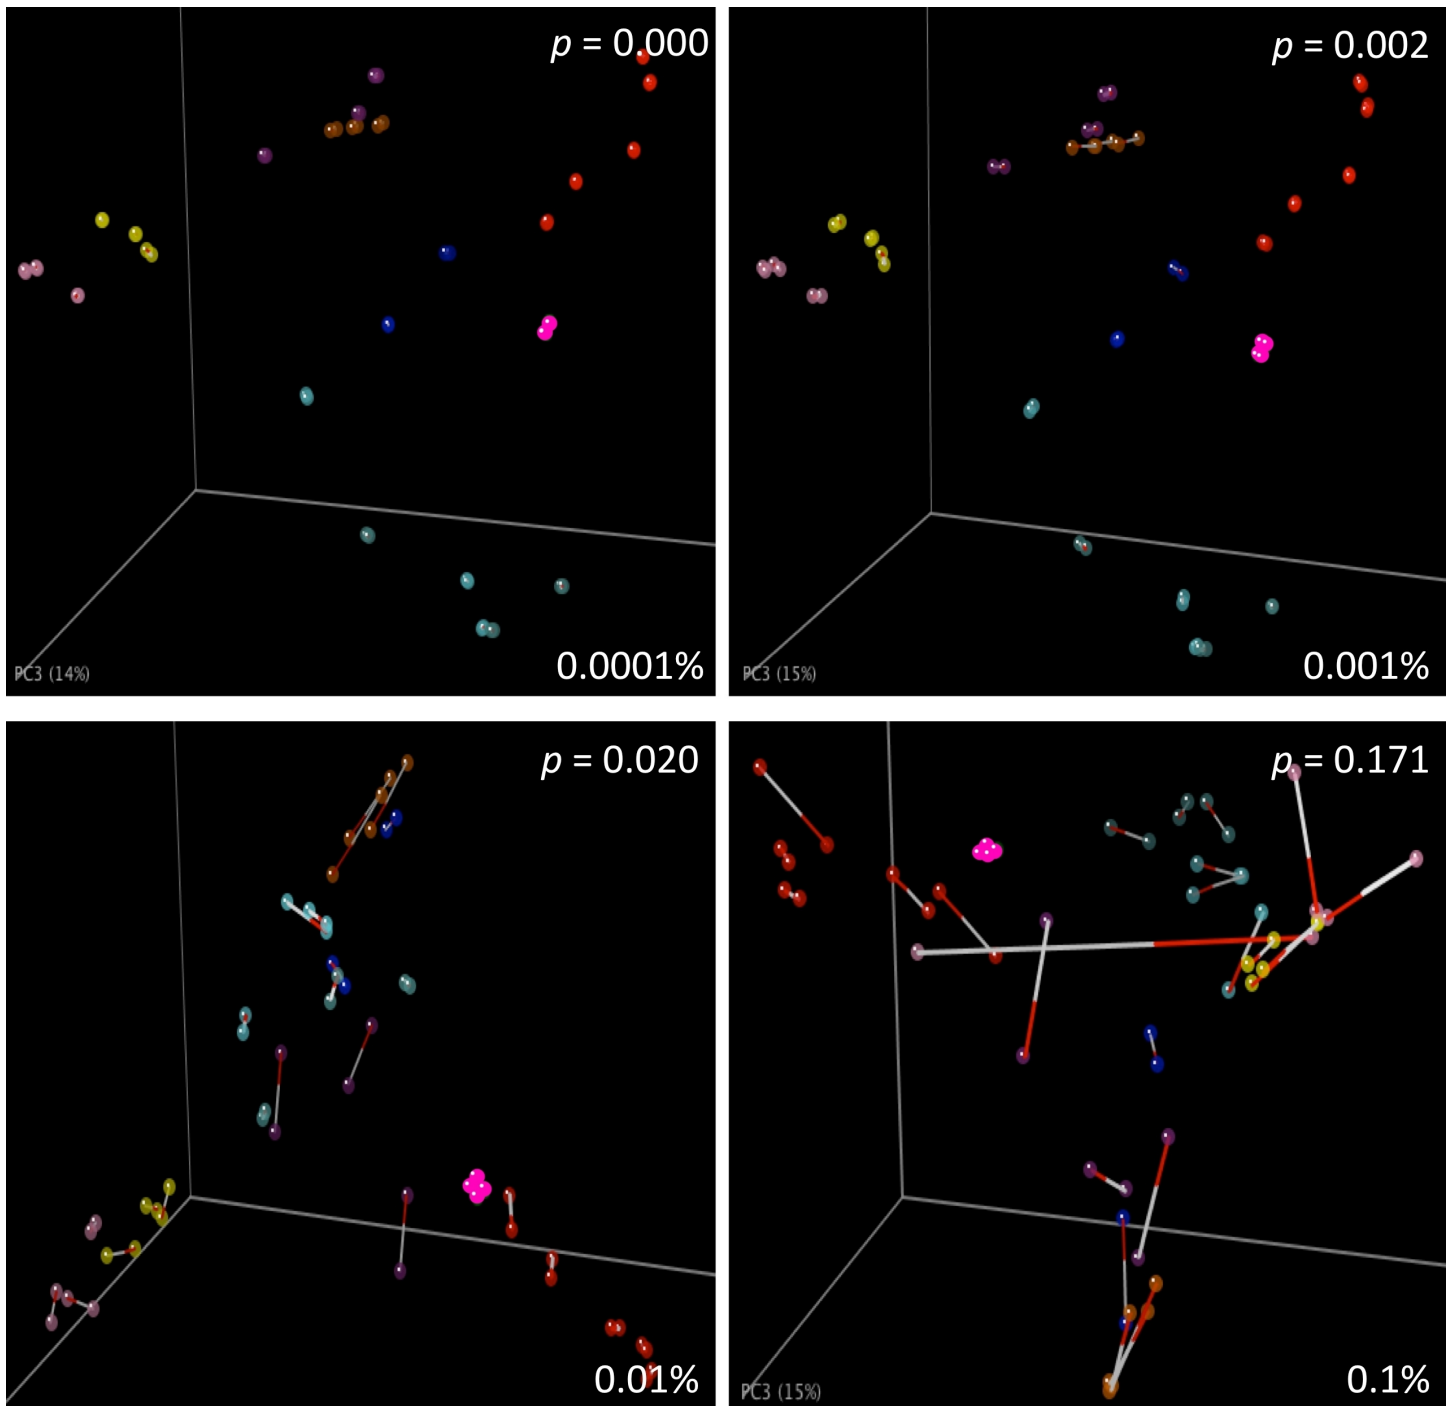 p = 0.000
PC3 (14%)
0.0001%
p = 0.002
PC3 (15%)
0.001%
p = 0.020
0.01%
p = 0.171
PC3 (15%)
0.1%